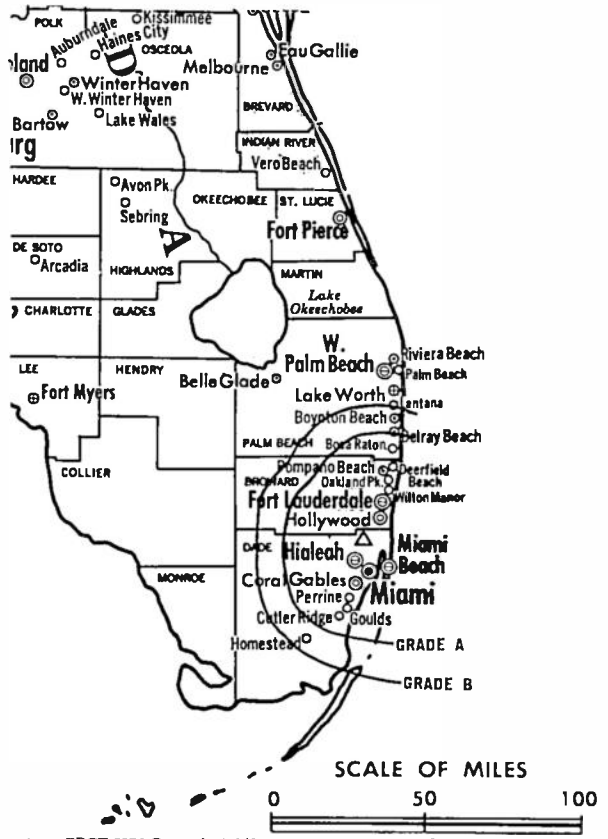 POLK
Kissimmee
City
Auburndale
Haines
D
OSCEOLA
Eau Gallie
Melbourne
land
Winter Haven
W. Winter Haven
Bartow
Lake Wales
BREVARD
rg
INDIAN RIVER
Vero Beach
HARDEE
Avon Pk.
Sebring
OKEECHOBEE
ST. LUCIE
Fort Pierce
A
DE SOTO
Arcadia
HIGHLANDS
MARTIN
Lake
Okeechobee
CHARLOTTE
GLADES
W.
Palm Beach
Riviera Beach
Palm Beach
LEE
HENDRY
Belle Glade
Fort Myers
Lake Worth
Lantana
Boynton Beach
Delray Beach
PALM BEACH
Boca Raton
COLLIER
Pompano Beach
Deerfield
Beach
BROWARD
Oakland Pk.
Fort Lauderdale
Wilton Manor
Hollywood
DADE
Hialeah
Miami
Beach
MONROE
Coral Gables
Miami
Perrine
Cutler Ridge
Goulds
Homestead
GRADE A
GRADE B
SCALE OF MILES
0 50 100